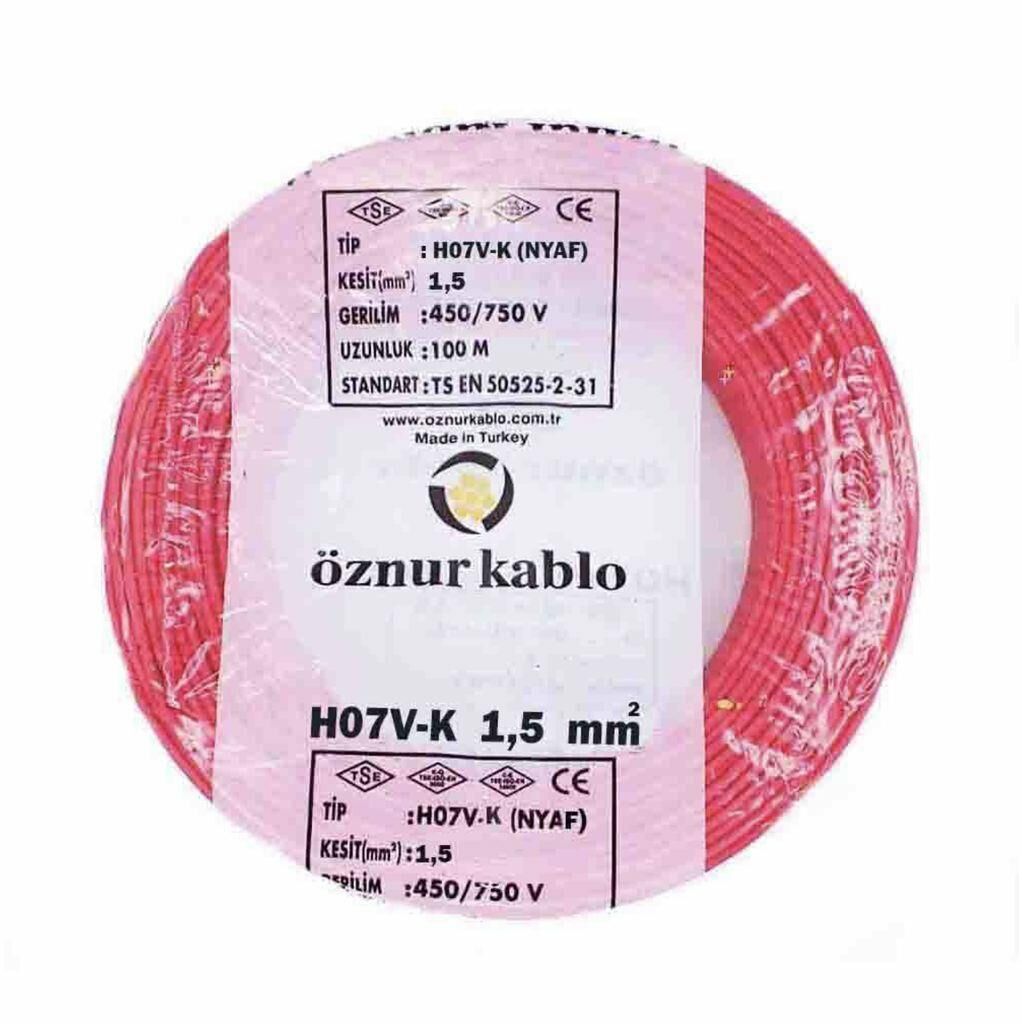 TSE CE
TİP : H07V-K (NYAF)
KESİT(mm²) 1,5
GERİLİM :450/750 V
UZUNLUK :100 M
STANDART :TS EN 50525-2-31
www.oznurkablo.com.tr
Made in Turkey
öznur kablo
H07V-K 1,5 mm²
TSE CE
TİP :H07V-K (NYAF)
KESİT(mm²) :1,5
GERİLİM :450/750 V